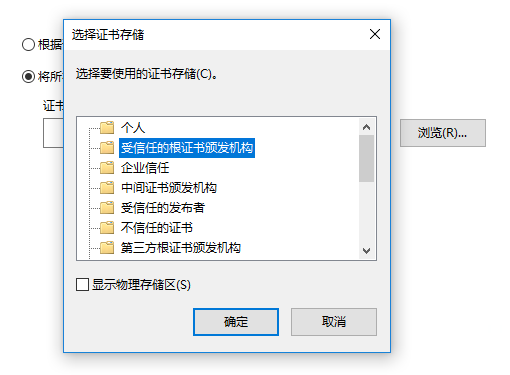 选择证书存储
根据
选择要使用的证书存储(C)。
将所
证书
个人
受信任的根证书颁发机构
浏览(R)...
企业信任
中间证书颁发机构
受信任的发布者
不信任的证书
第三方根证书颁发机构
显示物理存储区(S)
确定
取消